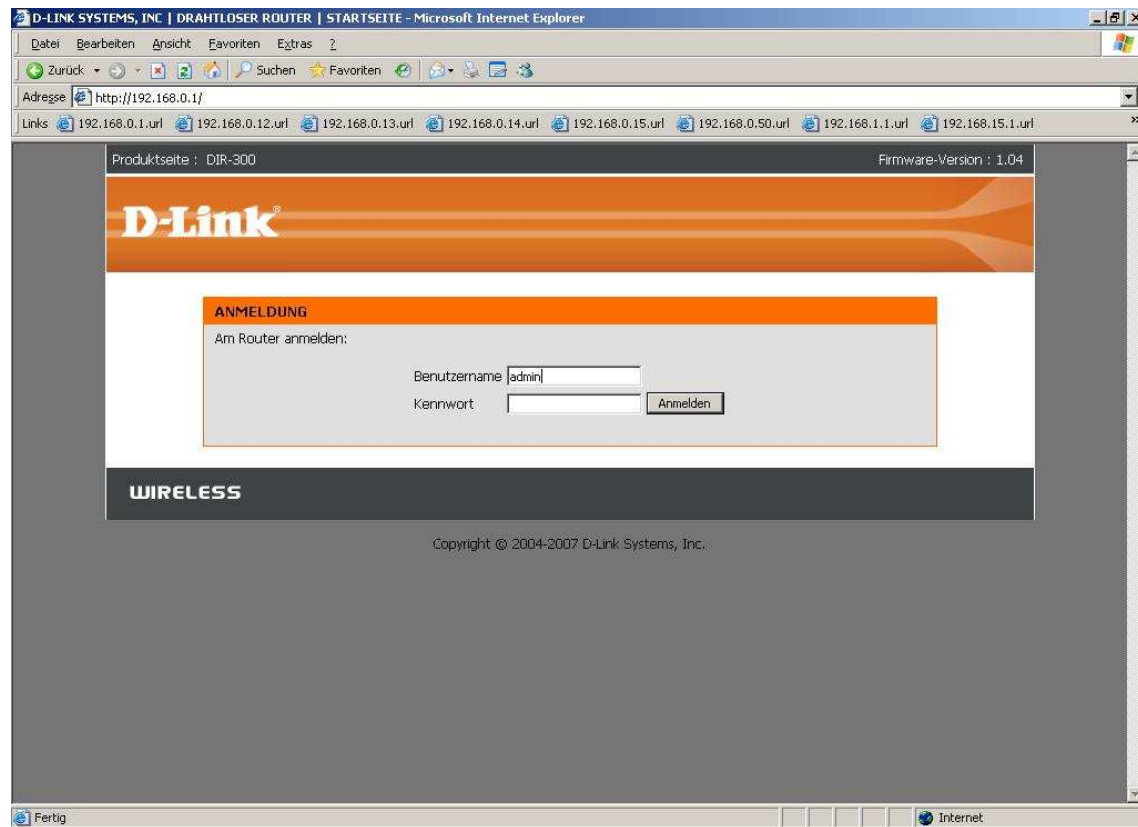 D-LINK SYSTEMS, INC | DRAHTLOSER ROUTER | STARTSEITE - Microsoft Internet Explorer
Datei Bearbeiten Ansicht Favoriten Extras ?
Zurück Suchen Favoriten
Adresse http://192.168.0.1/
Links 192.168.0.1.url 192.168.0.12.url 192.168.0.13.url 192.168.0.14.url 192.168.0.15.url 192.168.0.50.url 192.168.1.1.url 192.168.15.1.url »
Produktseite : DIR-300 Firmware-Version : 1.04
D-Link®
ANMELDUNG
Am Router anmelden:
Benutzername admin
Kennwort Anmelden
WIRELESS
Copyright © 2004-2007 D-Link Systems, Inc.
Fertig Internet